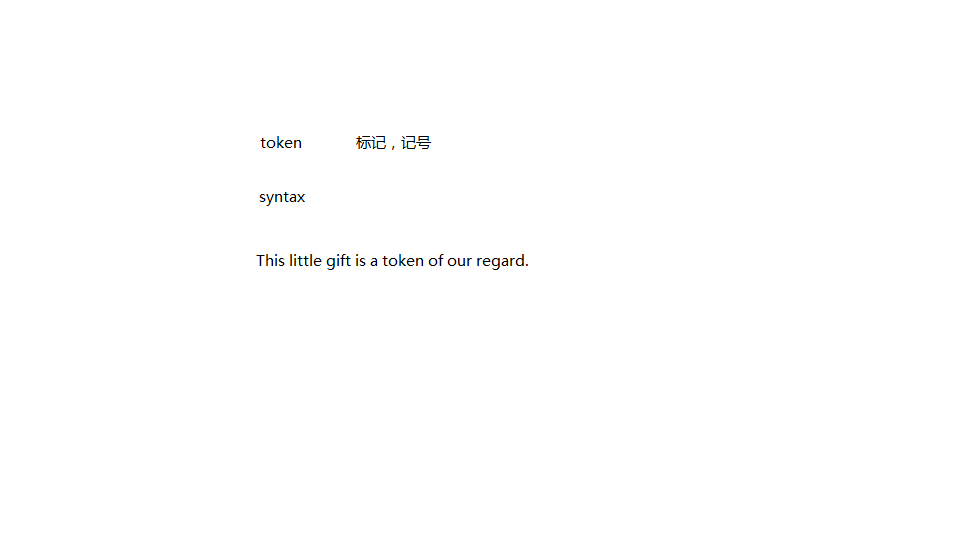 token 标记，记号
syntax
This little gift is a token of our regard.